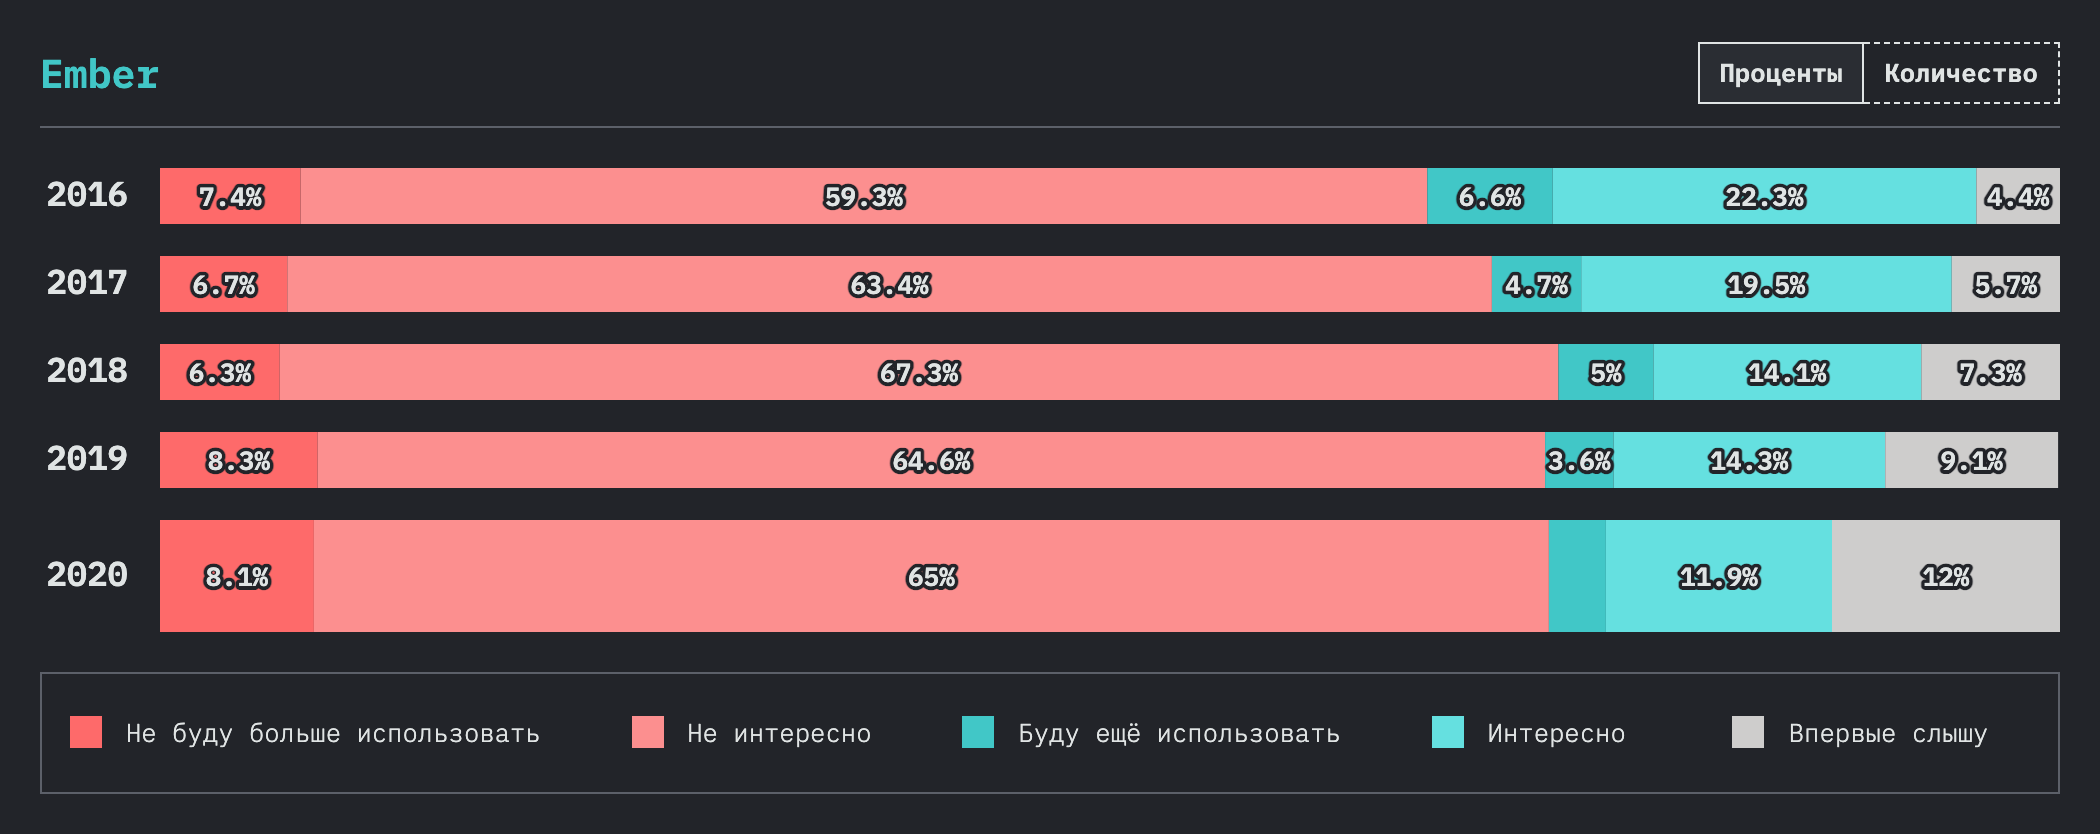 Ember
Проценты Количество
2016 7.4% 59.3% 6.6% 22.3% 4.4%
2017 6.7% 63.4% 4.7% 19.5% 5.7%
2018 6.3% 67.3% 5% 14.1% 7.3%
2019 8.3% 64.6% 3.6% 14.3% 9.1%
2020 8.1% 65% 11.9% 12%
Не буду больше использовать Не интересно Буду ещё использовать Интересно Впервые слышу